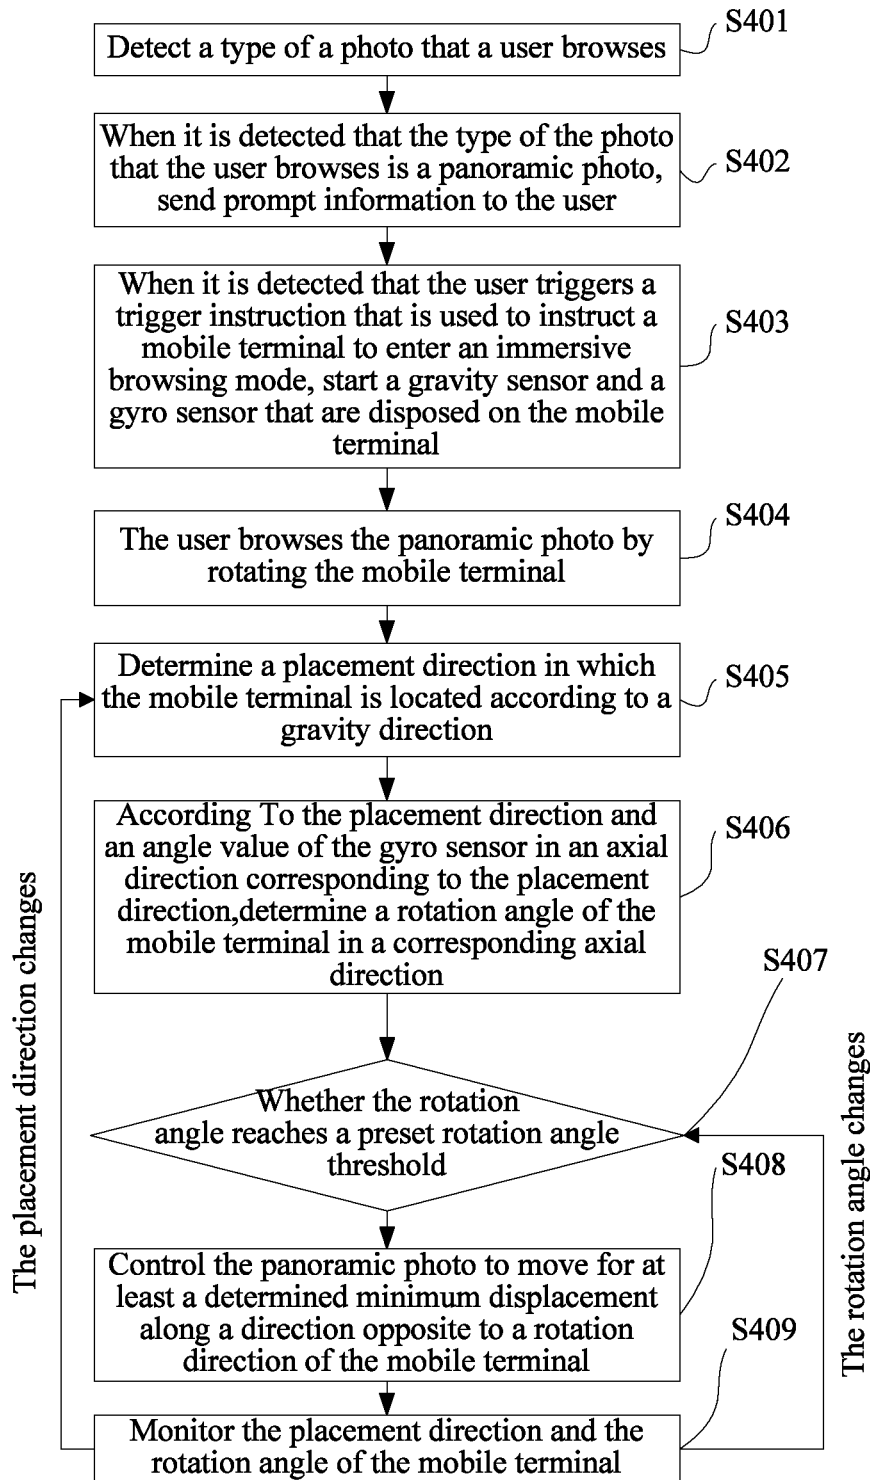 Detect a type of a photo that a user browses
S401
When it is detected that the type of the photo
that the user browses is a panoramic photo,
send prompt information to the user
S402
When it is detected that the user triggers a
trigger instruction that is used to instruct a
mobile terminal to enter an immersive
browsing mode, start a gravity sensor and a
gyro sensor that are disposed on the mobile
terminal
S403
The user browses the panoramic photo by
rotating the mobile terminal
S404
Determine a placement direction in which
the mobile terminal is located according to a
gravity direction
S405
According To the placement direction and
an angle value of the gyro sensor in an axial
direction corresponding to the placement
direction,determine a rotation angle of the
mobile terminal in a corresponding axial
direction
S406
Whether the rotation
angle reaches a preset rotation angle
threshold
S407
Control the panoramic photo to move for at
least a determined minimum displacement
along a direction opposite to a rotation
direction of the mobile terminal
S408
Monitor the placement direction and the
rotation angle of the mobile terminal
S409
The placement direction changes
The rotation angle changes